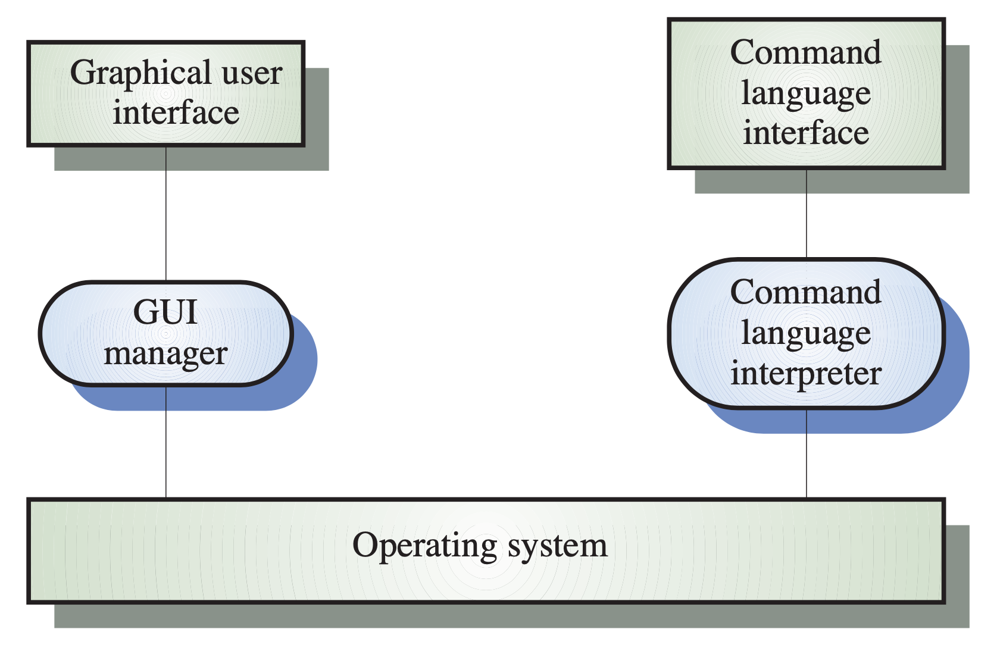 Graphical user
interface
Command
language
interface
GUI
manager
Command
language
interpreter
Operating system